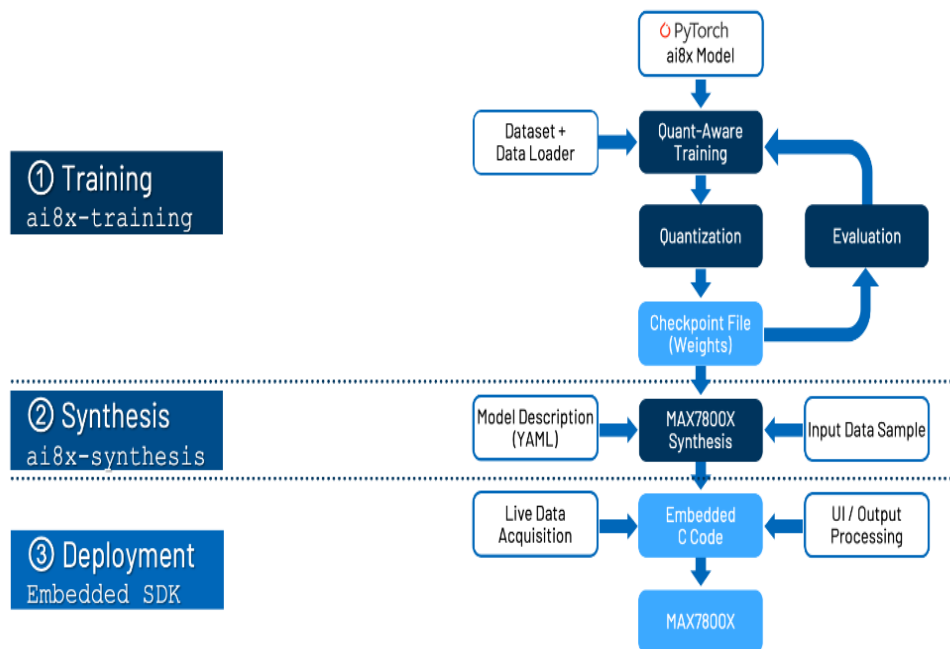 PyTorch
ai8x Model
Dataset +
Data Loader
Quant-Aware
Training
① Training
ai8x-training
Quantization
Evaluation
Checkpoint File
(Weights)
② Synthesis
ai8x-synthesis
Model Description
(YAML)
MAX7800X
Synthesis
Input Data Sample
Live Data
Acquisition
Embedded
C Code
UI / Output
Processing
③ Deployment
Embedded SDK
MAX7800X